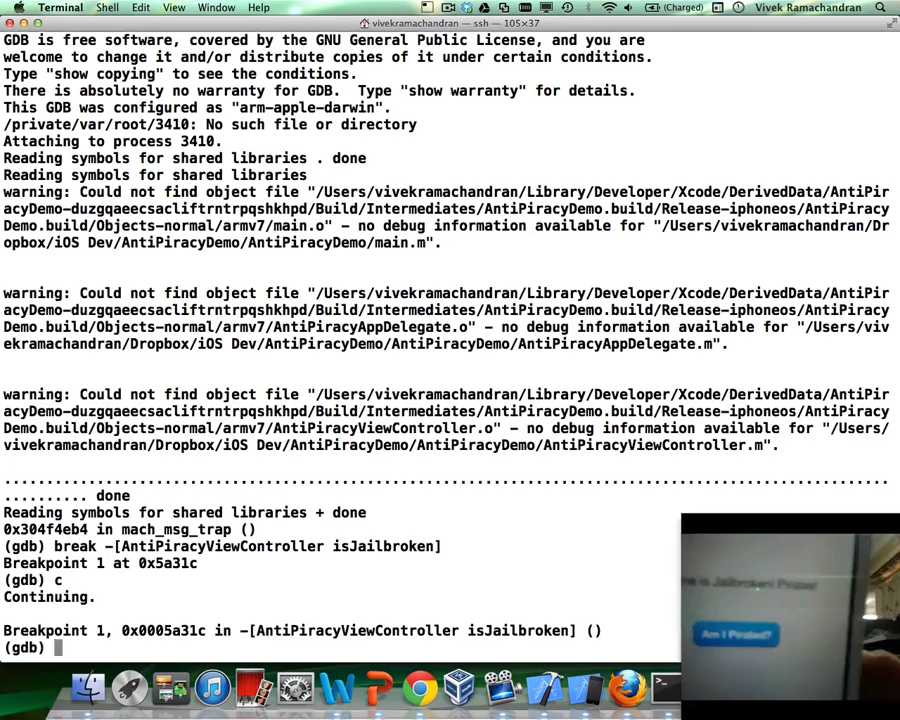 Terminal Shell Edit View Window Help (Charged) Vivek Ramachandran
vivekramachandran — ssh — 105×37
GDB is free software, covered by the GNU General Public License, and you are
welcome to change it and/or distribute copies of it under certain conditions.
Type "show copying" to see the conditions.
There is absolutely no warranty for GDB.  Type "show warranty" for details.
This GDB was configured as "arm-apple-darwin".
/private/var/root/3410: No such file or directory
Attaching to process 3410.
Reading symbols for shared libraries . done
Reading symbols for shared libraries
warning: Could not find object file "/Users/vivekramachandran/Library/Developer/Xcode/DerivedData/AntiPir
acyDemo-duzgqaeecsacliftrntrpqshkhpd/Build/Intermediates/AntiPiracyDemo.build/Release-iphoneos/AntiPiracy
Demo.build/Objects-normal/armv7/main.o" - no debug information available for "/Users/vivekramachandran/Dr
opbox/iOS Dev/AntiPiracyDemo/AntiPiracyDemo/main.m".
warning: Could not find object file "/Users/vivekramachandran/Library/Developer/Xcode/DerivedData/AntiPir
acyDemo-duzgqaeecsacliftrntrpqshkhpd/Build/Intermediates/AntiPiracyDemo.build/Release-iphoneos/AntiPiracy
Demo.build/Objects-normal/armv7/AntiPiracyAppDelegate.o" - no debug information available for "/Users/viv
ekramachandran/Dropbox/iOS Dev/AntiPiracyDemo/AntiPiracyDemo/AntiPiracyAppDelegate.m".
warning: Could not find object file "/Users/vivekramachandran/Library/Developer/Xcode/DerivedData/AntiPir
acyDemo-duzgqaeecsacliftrntrpqshkhpd/Build/Intermediates/AntiPiracyDemo.build/Release-iphoneos/AntiPiracy
Demo.build/Objects-normal/armv7/AntiPiracyViewController.o" - no debug information available for "/Users/
vivekramachandran/Dropbox/iOS Dev/AntiPiracyDemo/AntiPiracyDemo/AntiPiracyViewController.m".
.........................................................................................................
.......... done
Reading symbols for shared libraries + done
0x304f4eb4 in mach_msg_trap ()
(gdb) break -[AntiPiracyViewController isJailbroken]
Breakpoint 1 at 0x5a31c
(gdb) c
Continuing.
Breakpoint 1, 0x0005a31c in -[AntiPiracyViewController isJailbroken] ()
(gdb)
is Jailbroken! Pirated
Am I Pirated?